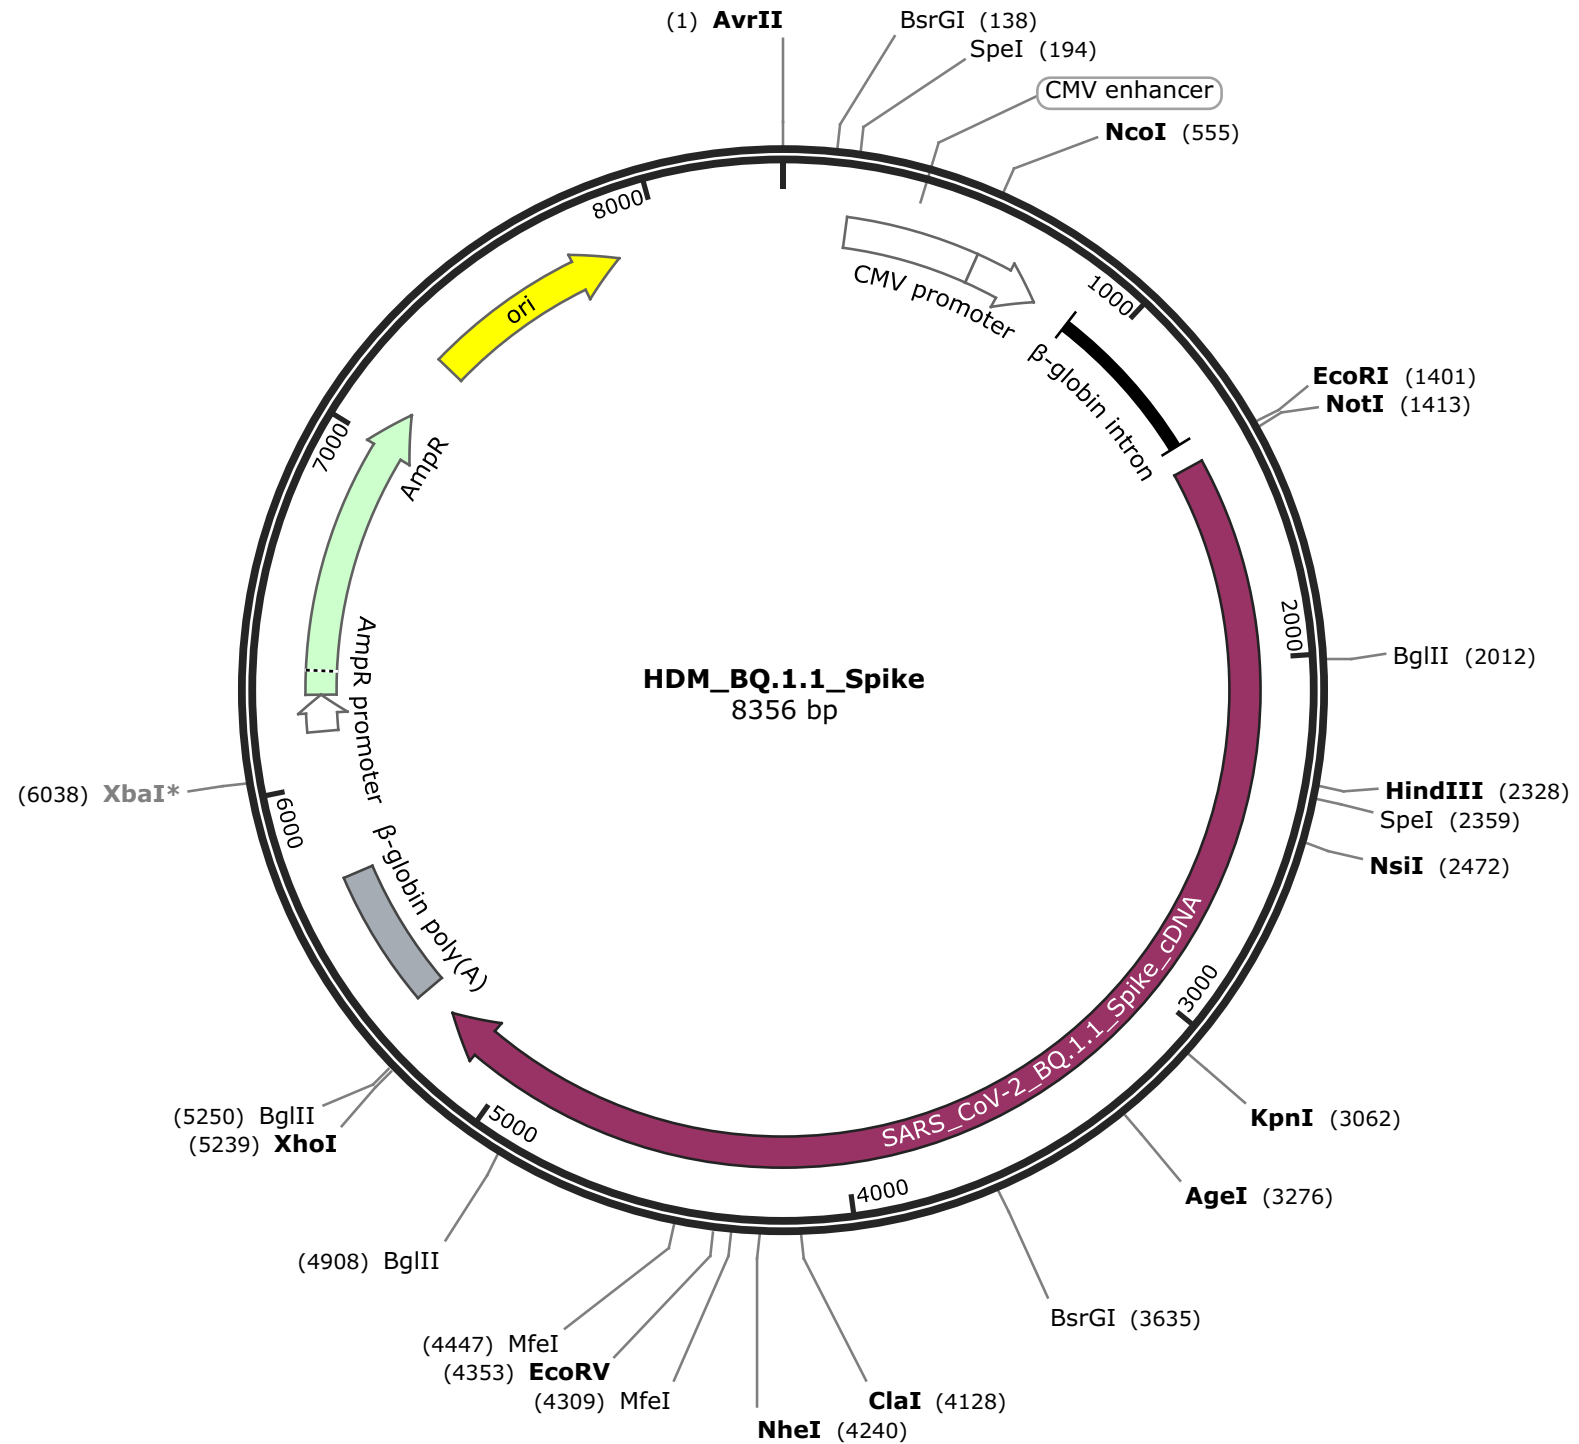 (1) AvrII
BsrGI (138)
SpeI (194)
CMV enhancer
NcoI (555)
8000
ori
CMV promoter
1000
β-globin intron
EcoRI (1401)
NotI (1413)
7000
AmpR
2000
BglII (2012)
AmpR promoter
HDM_BQ.1.1_Spike
8356 bp
(6038) XbaI*
6000
HindIII (2328)
SpeI (2359)
NsiI (2472)
β-globin poly(A)
SARS_CoV-2_BQ.1.1_Spike_cDNA
3000
KpnI (3062)
(5250) BglII
(5239) XhoI
5000
AgeI (3276)
4000
(4908) BglII
BsrGI (3635)
(4447) MfeI
(4353) EcoRV
(4309) MfeI
ClaI (4128)
NheI (4240)